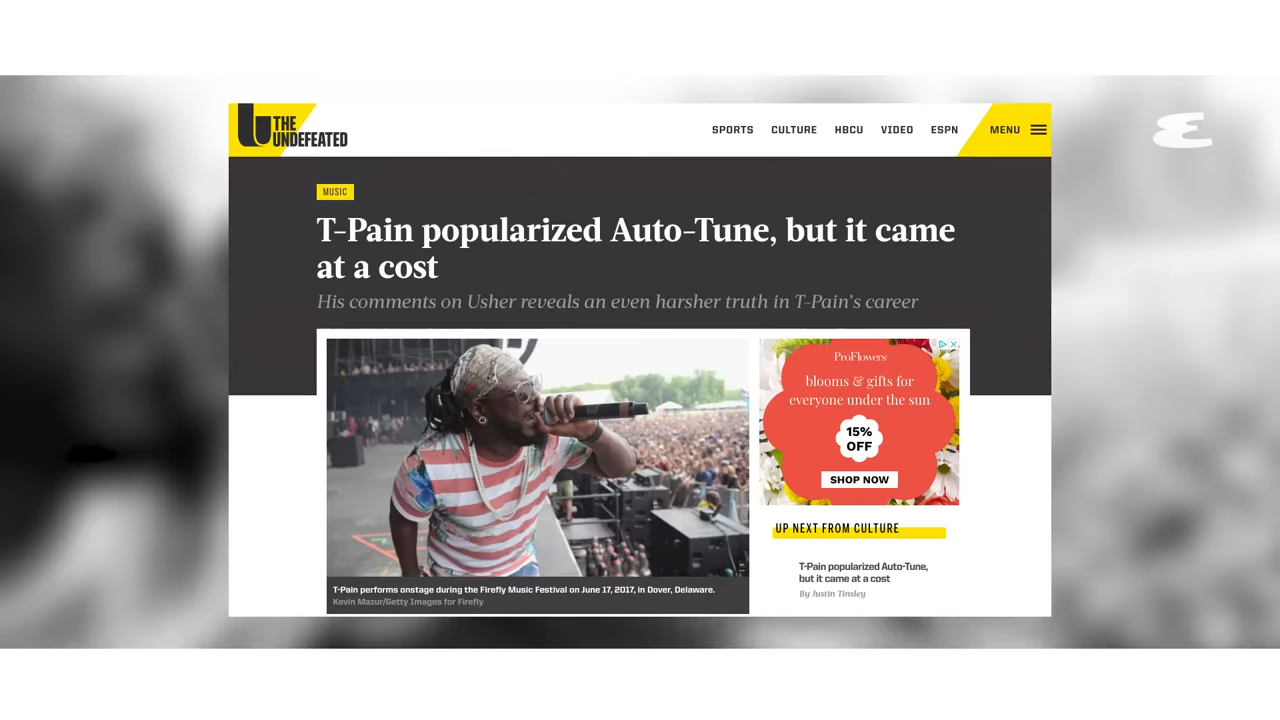 THE
UNDEFEATED
SPORTS CULTURE HBCU VIDEO ESPN MENU
MUSIC
T-Pain popularized Auto-Tune, but it came
at a cost
His comments on Usher reveals an even harsher truth in T-Pain's career
ProFlowers
blooms & gifts for
everyone under the sun
15%
OFF
SHOP NOW
UP NEXT FROM CULTURE
T-Pain popularized Auto-Tune,
but it came at a cost
By Justin Tinsley
T-Pain performs onstage during the Firefly Music Festival on June 17, 2017, in Dover, Delaware.
Kevin Mazur/Getty Images for Firefly